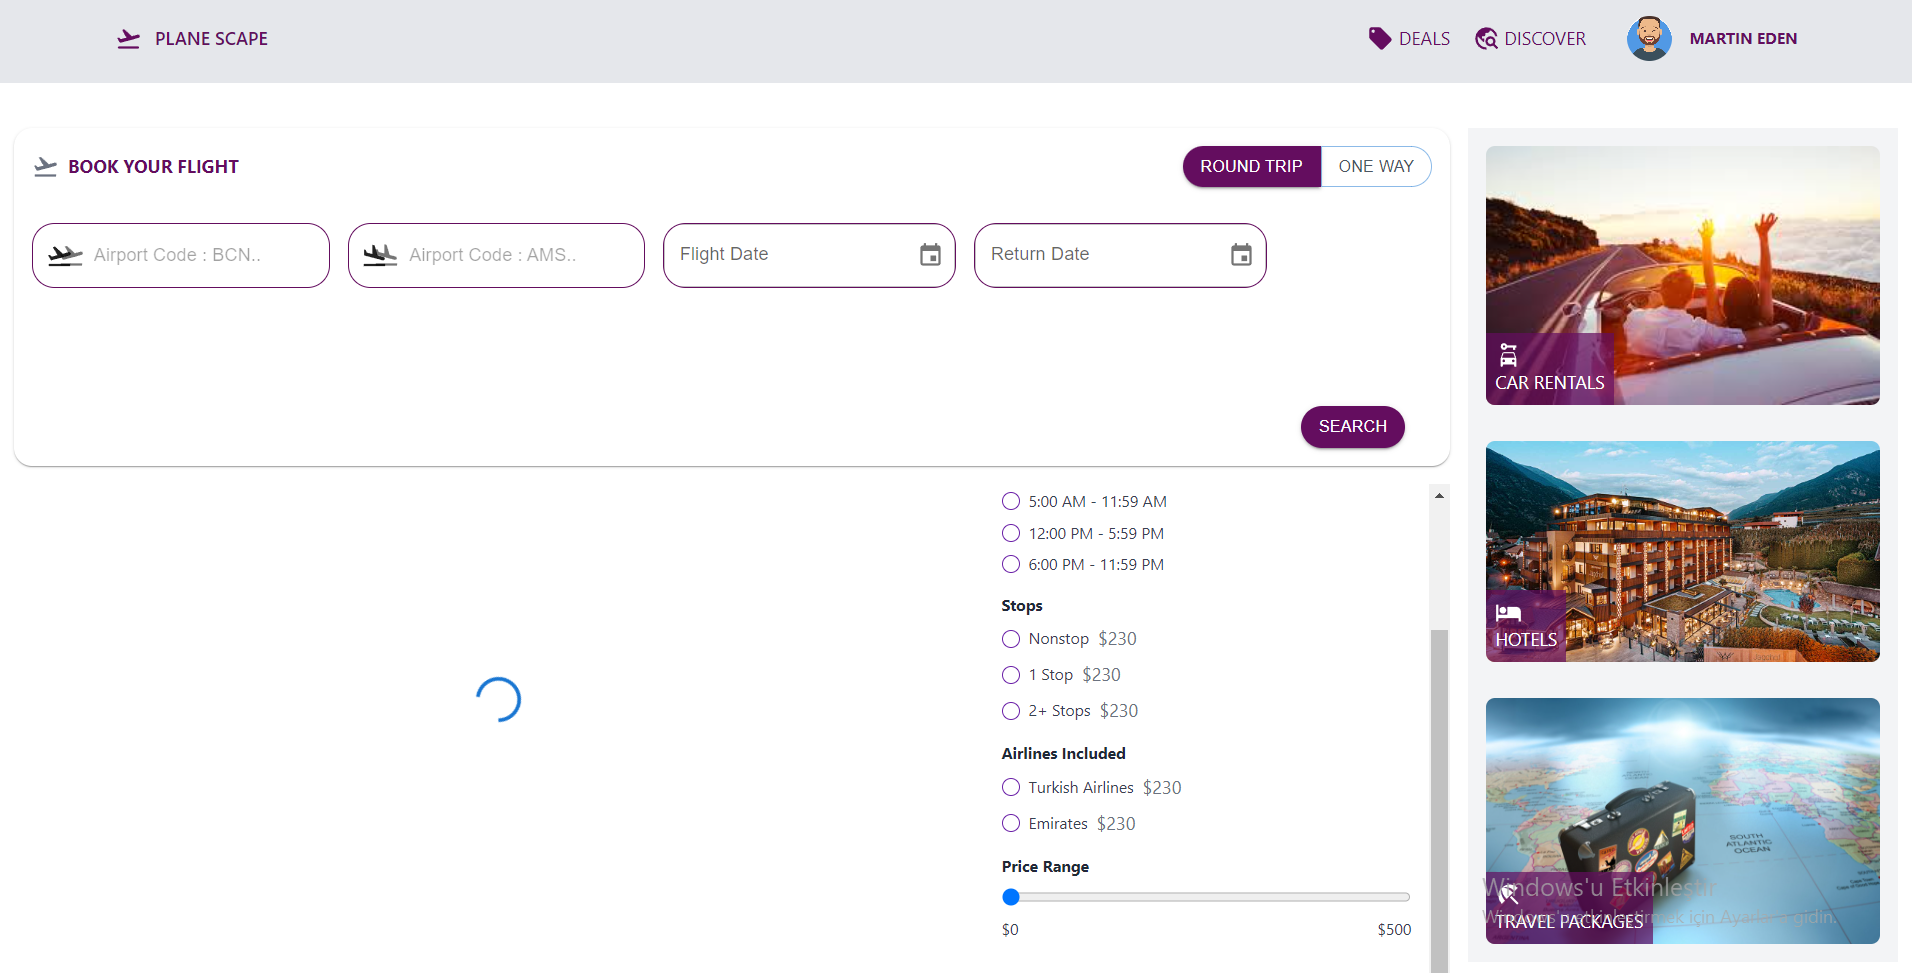 PLANE SCAPE
DEALS
DISCOVER
MARTIN EDEN
BOOK YOUR FLIGHT
ROUND TRIP
ONE WAY
Airport Code : BCN..
Airport Code : AMS..
Flight Date
Return Date
SEARCH
5:00 AM - 11:59 AM
12:00 PM - 5:59 PM
6:00 PM - 11:59 PM
Stops
Nonstop $230
1 Stop $230
2+ Stops $230
Airlines Included
Turkish Airlines $230
Emirates $230
Price Range
$0
$500
CAR RENTALS
HOTELS
SOUTH
ATLANTIC
OCEAN
Windows'u Etkinleştir
Windows'u etkinleştirmek için Ayarlar'a gidin.
TRAVEL PACKAGES